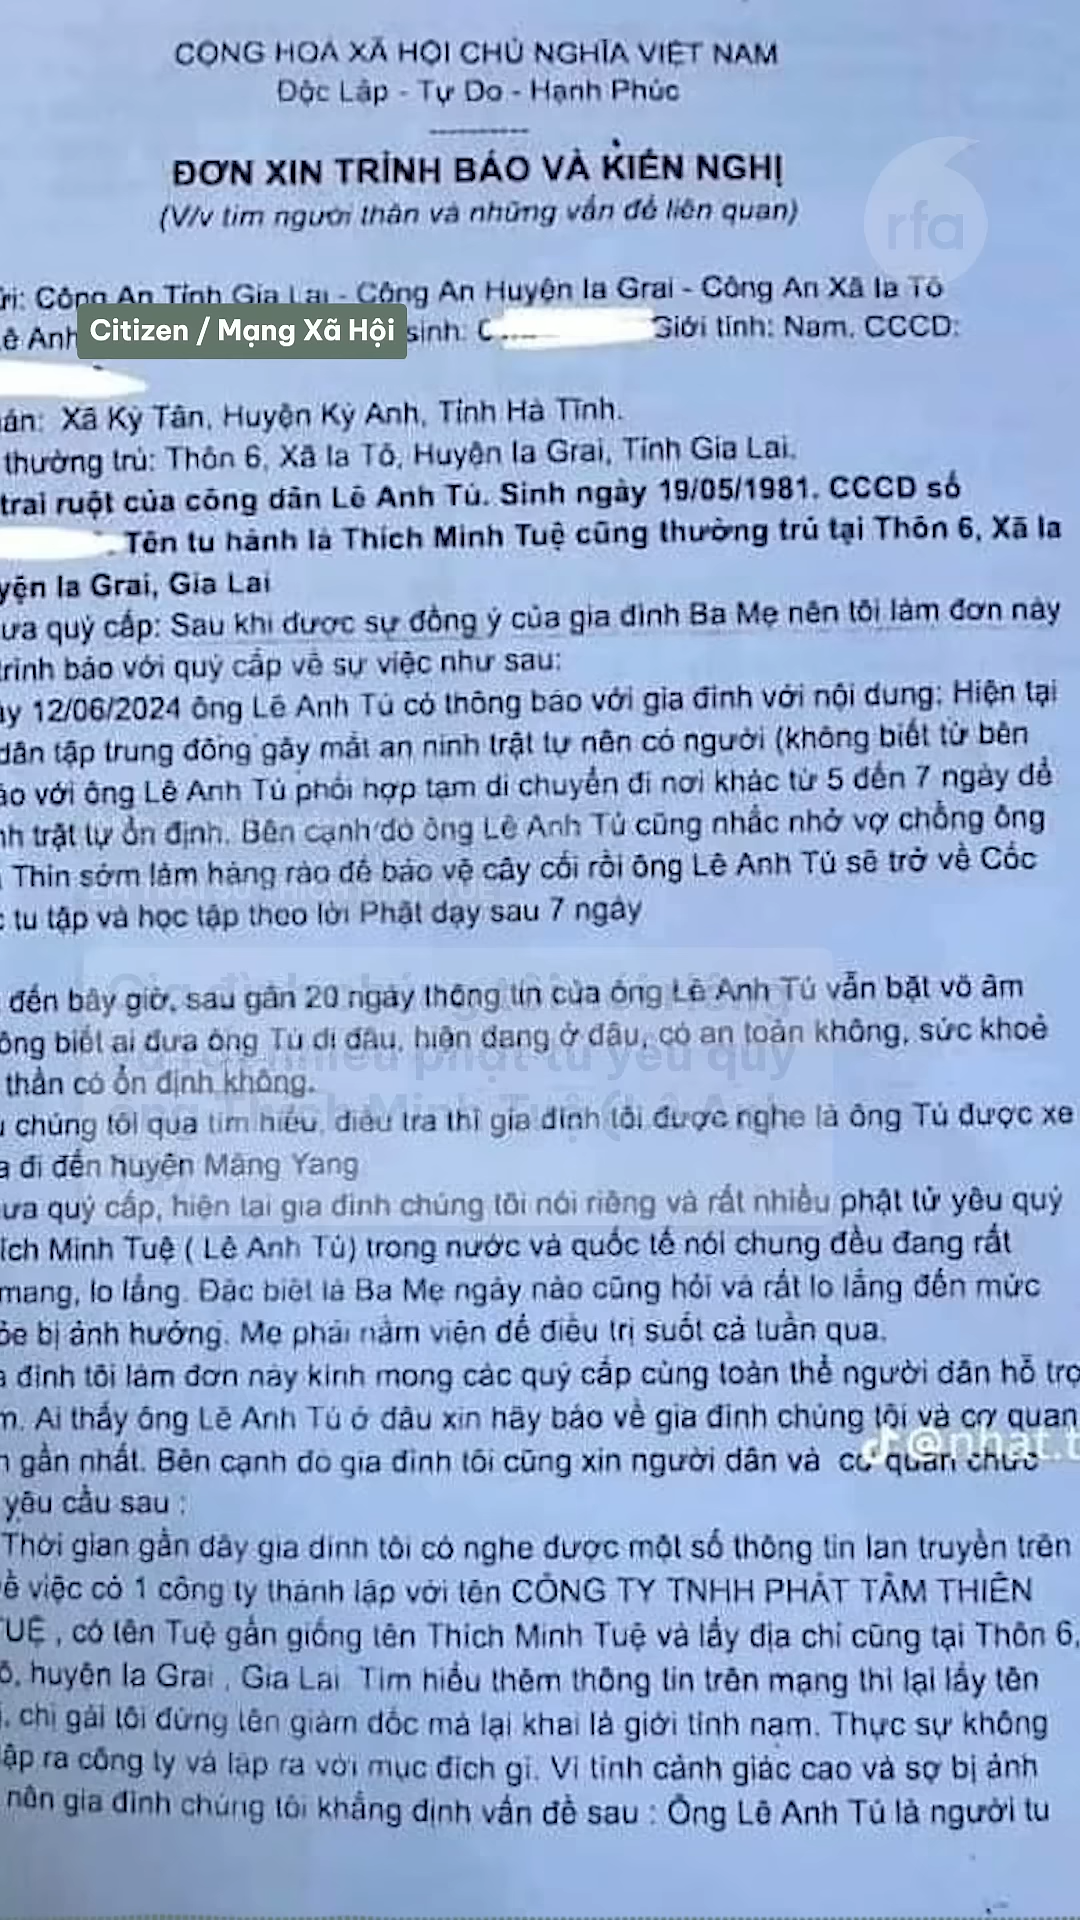 CỘNG HOÀ XÃ HỘI CHỦ NGHĨA VIỆT NAM
Độc Lập - Tự Do - Hạnh Phúc
ĐƠN XIN TRÌNH BÁO VÀ KIẾN NGHỊ
(V/v tìm người thân và những vấn đề liên quan)
rfa
ửi: Công An Tỉnh Gia Lai - Công An Huyện Ia Grai - Công An Xã Ia Tô
ê Anh
Citizen / Mạng Xã Hội
sinh: Giới tính: Nam. CCCD:
uán: Xã Kỳ Tân, Huyện Kỳ Anh, Tỉnh Hà Tĩnh.
thường trú: Thôn 6, Xã Ia Tô, Huyện Ia Grai, Tỉnh Gia Lai.
trai ruột của công dân Lê Anh Tú. Sinh ngày 19/05/1981. CCCD số
. Tên tu hành là Thích Minh Tuệ cũng thường trú tại Thôn 6, Xã Ia
yện Ia Grai, Gia Lai
ưa quý cấp: Sau khi được sự đồng ý của gia đình Ba Mẹ nên tôi làm đơn này
trình báo với quý cấp về sự việc như sau:
ày 12/06/2024 ông Lê Anh Tú có thông báo với gia đình với nội dung: Hiện tại
dân tập trung đông gây mất an ninh trật tự nên có người (không biết từ bên
áo với ông Lê Anh Tú phối hợp tạm di chuyển đi nơi khác từ 5 đến 7 ngày để
nh trật tự ổn định. Bên cạnh đó ông Lê Anh Tú cũng nhắc nhở vợ chồng ông
Thìn sớm làm hàng rào để bảo vệ cây cối rồi ông Lê Anh Tú sẽ trở về Cốc
c tu tập và học tập theo lời Phật dạy sau 7 ngày
đến bây giờ, sau gần 20 ngày thông tin của ông Lê Anh Tú vẫn bặt vô âm
ông biết ai đưa ông Tú đi đâu, hiện đang ở đâu, có an toàn không, sức khoẻ
thần có ổn định không.
u chúng tôi qua tìm hiểu, điều tra thì gia đình tôi được nghe là ông Tú được xe
a đi đến huyện Măng Yang
ưa quý cấp, hiện tại gia đình chúng tôi nói riêng và rất nhiều phật tử yêu quý
ích Minh Tuệ ( Lê Anh Tú) trong nước và quốc tế nói chung đều đang rất
mang, lo lắng. Đặc biệt là Ba Mẹ ngày nào cũng hỏi và rất lo lắng đến mức
ỏe bị ảnh hưởng. Mẹ phải nằm viện để điều trị suốt cả tuần qua.
a đình tôi làm đơn này kính mong các quý cấp cùng toàn thể người dân hỗ trợ
m. Ai thấy ông Lê Anh Tú ở đâu xin hãy báo về gia đình chúng tôi và cơ quan
n gần nhất. Bên cạnh đó gia đình tôi cũng xin người dân và cơ quan chức
@nhat.t
yêu cầu sau :
Thời gian gần đây gia đình tôi có nghe được một số thông tin lan truyền trên
ề việc có 1 công ty thành lập với tên CÔNG TY TNHH PHÁT TÂM THIÊN
TUỆ , có tên Tuệ gần giống tên Thích Minh Tuệ và lấy địa chỉ cũng tại Thôn 6,
ô, huyện Ia Grai , Gia Lai. Tìm hiểu thêm thông tin trên mạng thì lại lấy tên
, chị gái tôi đứng tên giám đốc mà lại khai là giới tính nam. Thực sự không
lập ra công ty và lập ra với mục đích gì. Vì tính cảnh giác cao và sợ bị ảnh
nên gia đình chúng tôi khẳng định vấn đề sau : Ông Lê Anh Tú là người tu